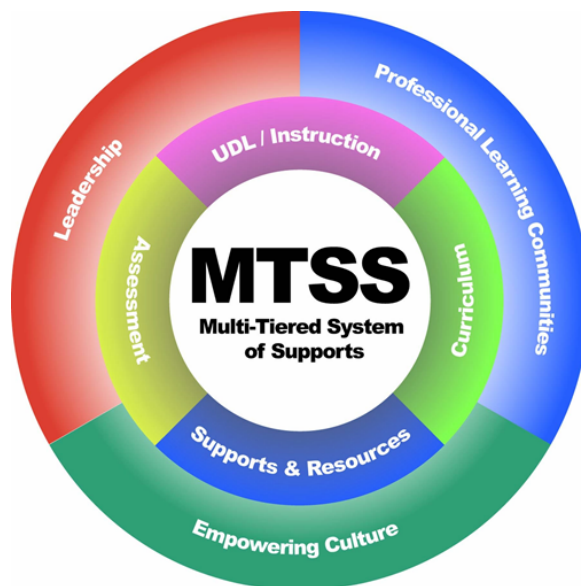 Leadership
Professional Learning Communities
UDL / Instruction
Assessment
Curriculum
MTSS
Multi-Tiered System
of Supports
Supports & Resources
Empowering Culture